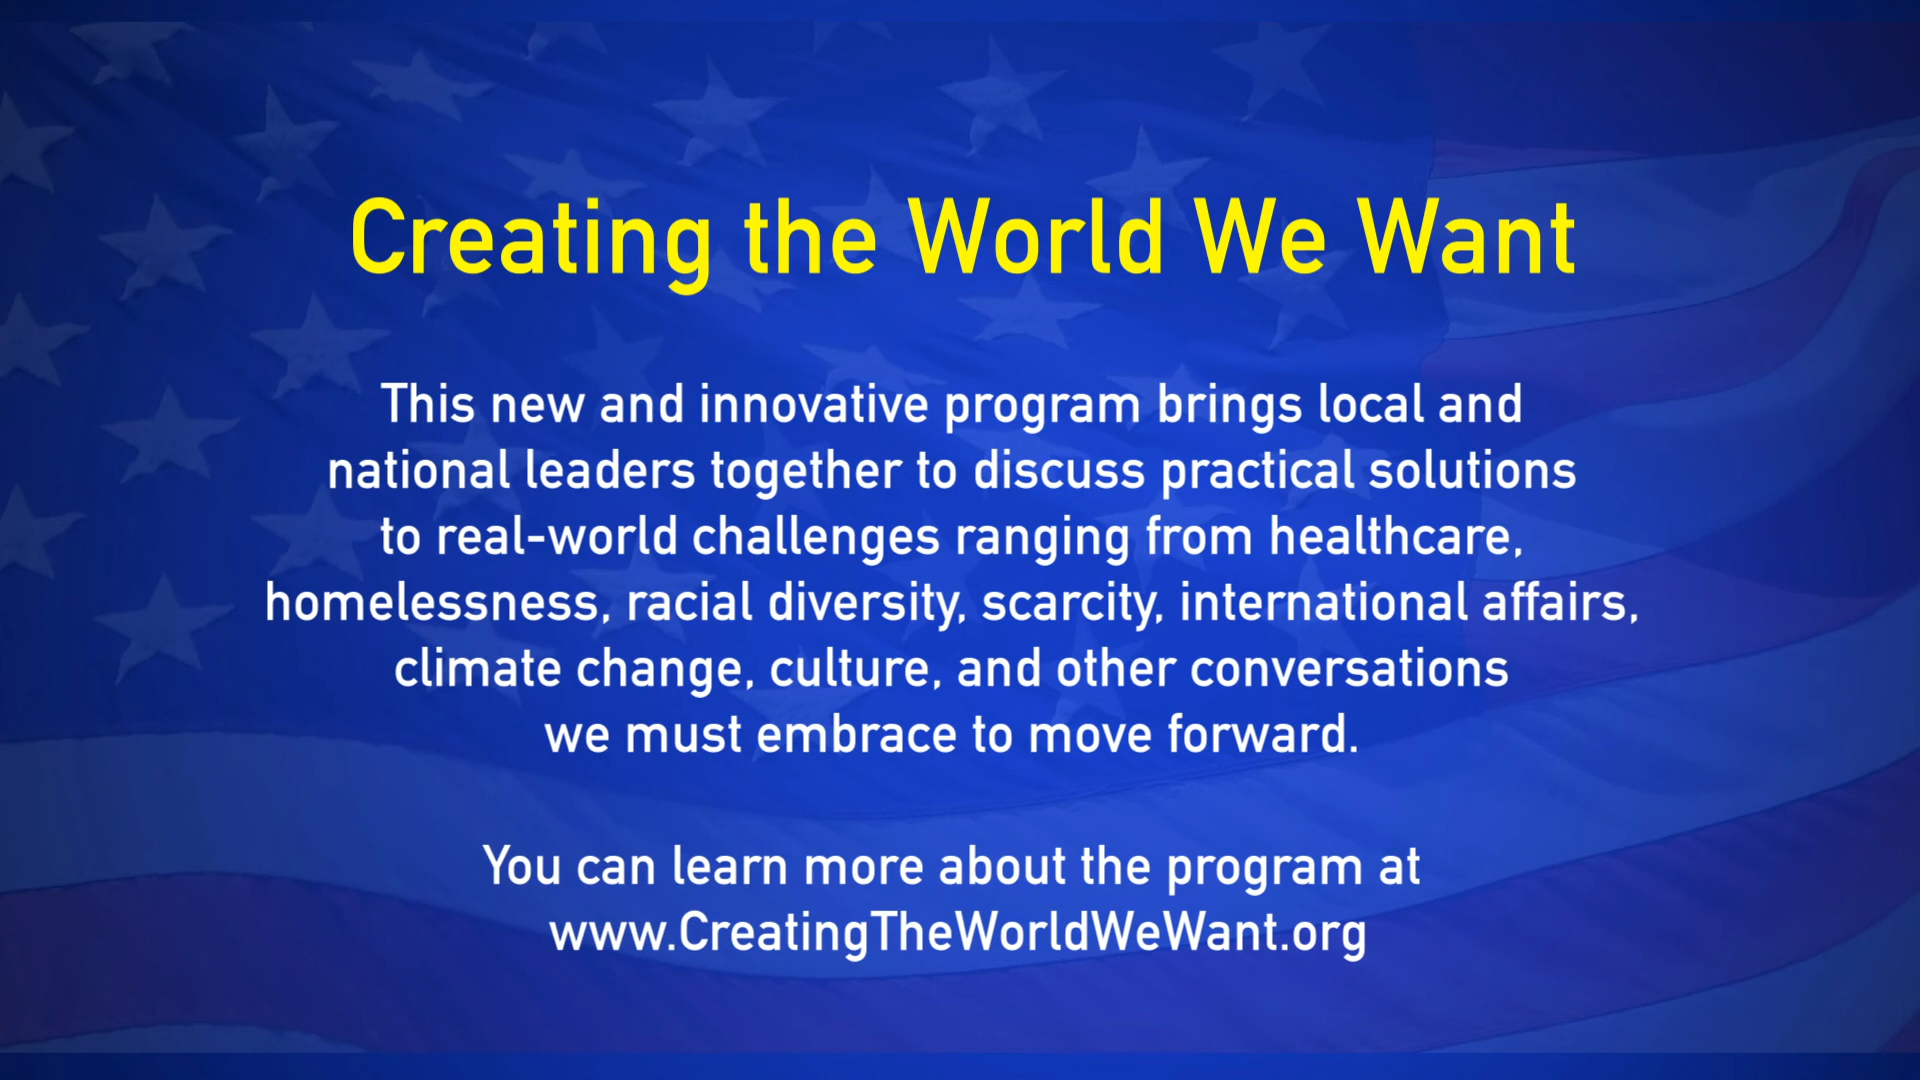 Creating the World We Want
This new and innovative program brings local and
national leaders together to discuss practical solutions
to real-world challenges ranging from healthcare,
homelessness, racial diversity, scarcity, international affairs,
climate change, culture, and other conversations
we must embrace to move forward.
You can learn more about the program at
www.CreatingTheWorldWeWant.org